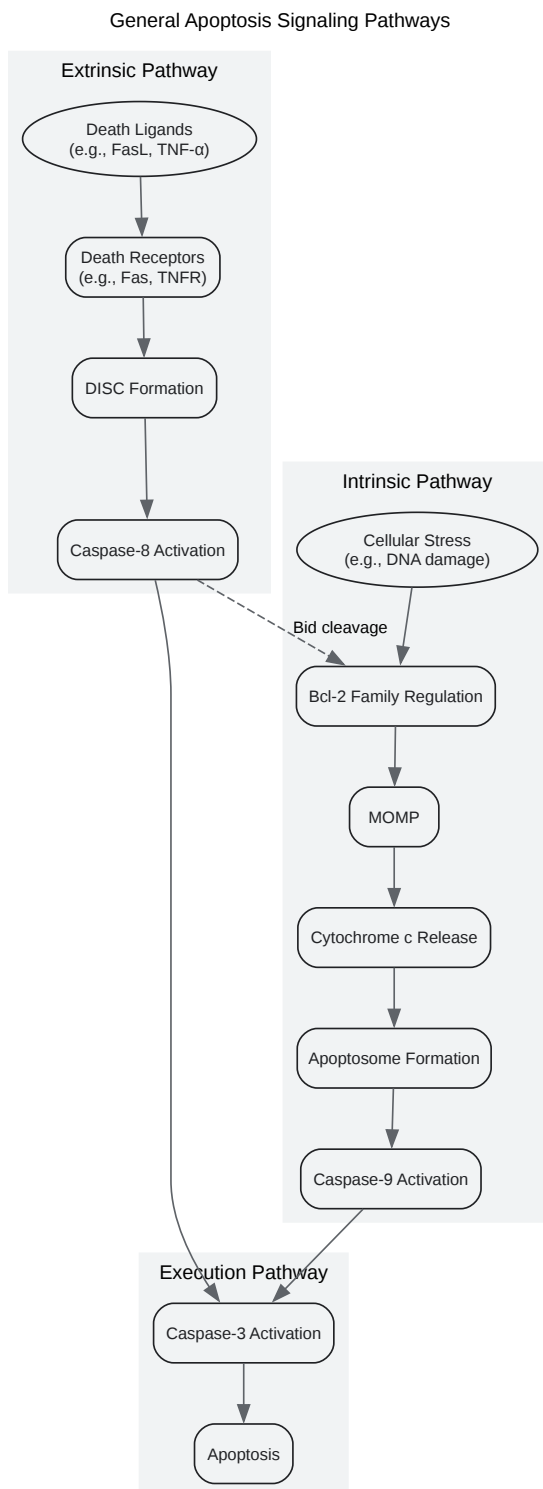 General Apoptosis Signaling Pathways
Extrinsic Pathway
Death Ligands
(e.g., FasL, TNF-α)
Death Receptors
(e.g., Fas, TNFR)
DISC Formation
Caspase-8 Activation
Intrinsic Pathway
Cellular Stress
(e.g., DNA damage)
Bid cleavage
Bcl-2 Family Regulation
MOMP
Cytochrome c Release
Apoptosome Formation
Caspase-9 Activation
Execution Pathway
Caspase-3 Activation
Apoptosis